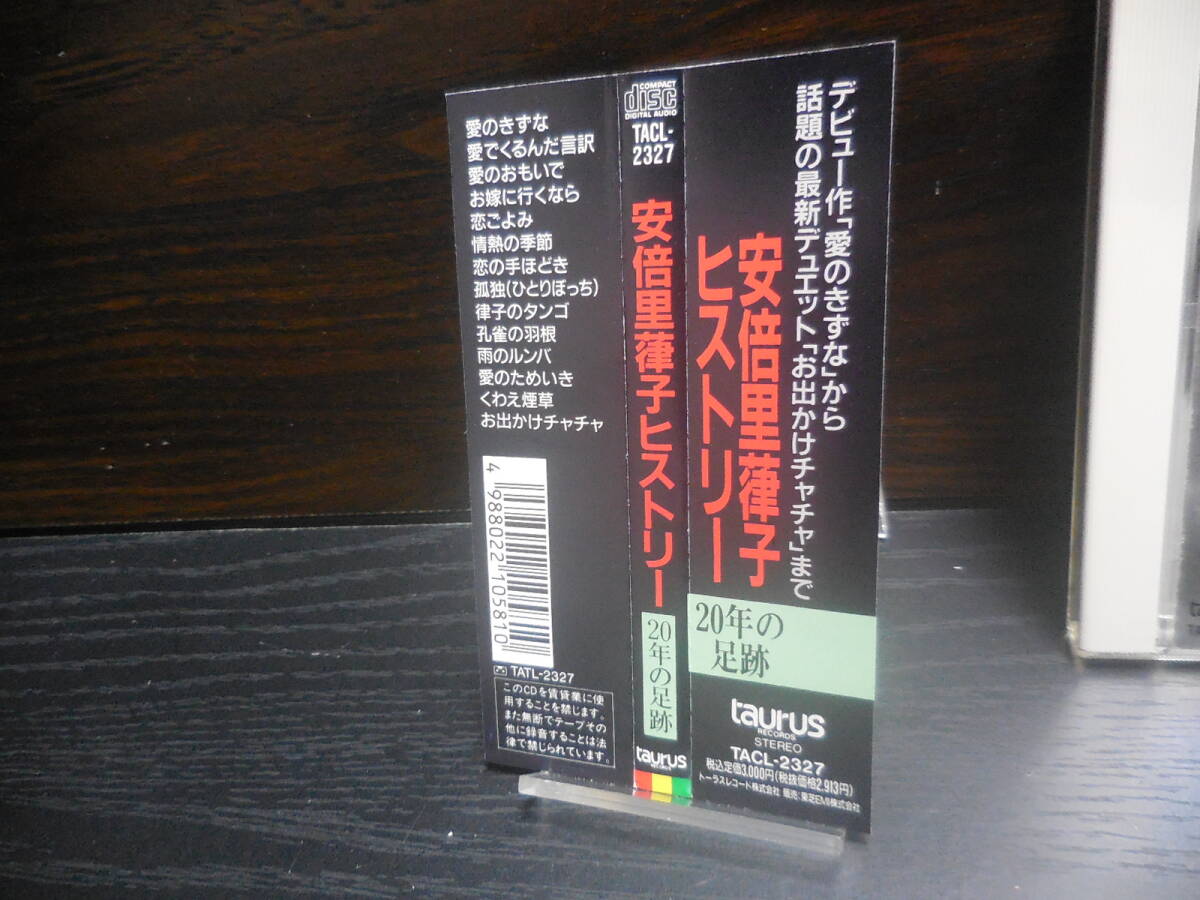 愛のきずな
愛でくるんだ言訳
愛のおもいで
お嫁に行くなら
恋ごよみ
情熱の季節
恋の手ほどき
孤独(ひとりぼっち)
律子のタンゴ
孔雀の羽根
雨のルンバ
愛のためいき
くわえ煙草
お出かけチャチャ
4 988022 105810
TATL-2327
このCDを賃貸業に使
用することを禁じます。
また無断でテープその
他に録音することは法
律で禁じられています。
COMPACT
disc
DIGITAL AUDIO
TACL-
2327
安倍里葎子ヒストリー
20年の足跡
taurus
RECORDS
デビュー作「愛のきずな」から
話題の最新デュエット「お出かけチャチャ」まで
安倍里葎子
ヒストリー
20年の
足跡
taurus
RECORDS
STEREO
TACL-2327
税込定価3,000円(税抜価格2,913円)
トーラスレコード株式会社 販売:東芝EMI株式会社